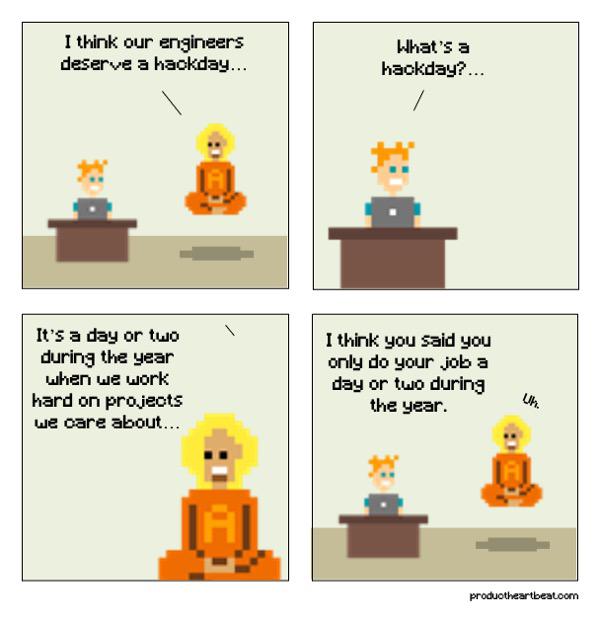 I think our engineers
deserve a hackday...
What's a
hackday?...
It's a day or two
during the year
when we work
hard on projects
we care about...
I think you said you
only do your job a
day or two during
the year.
Uh.
A
A
productheartbeat.com